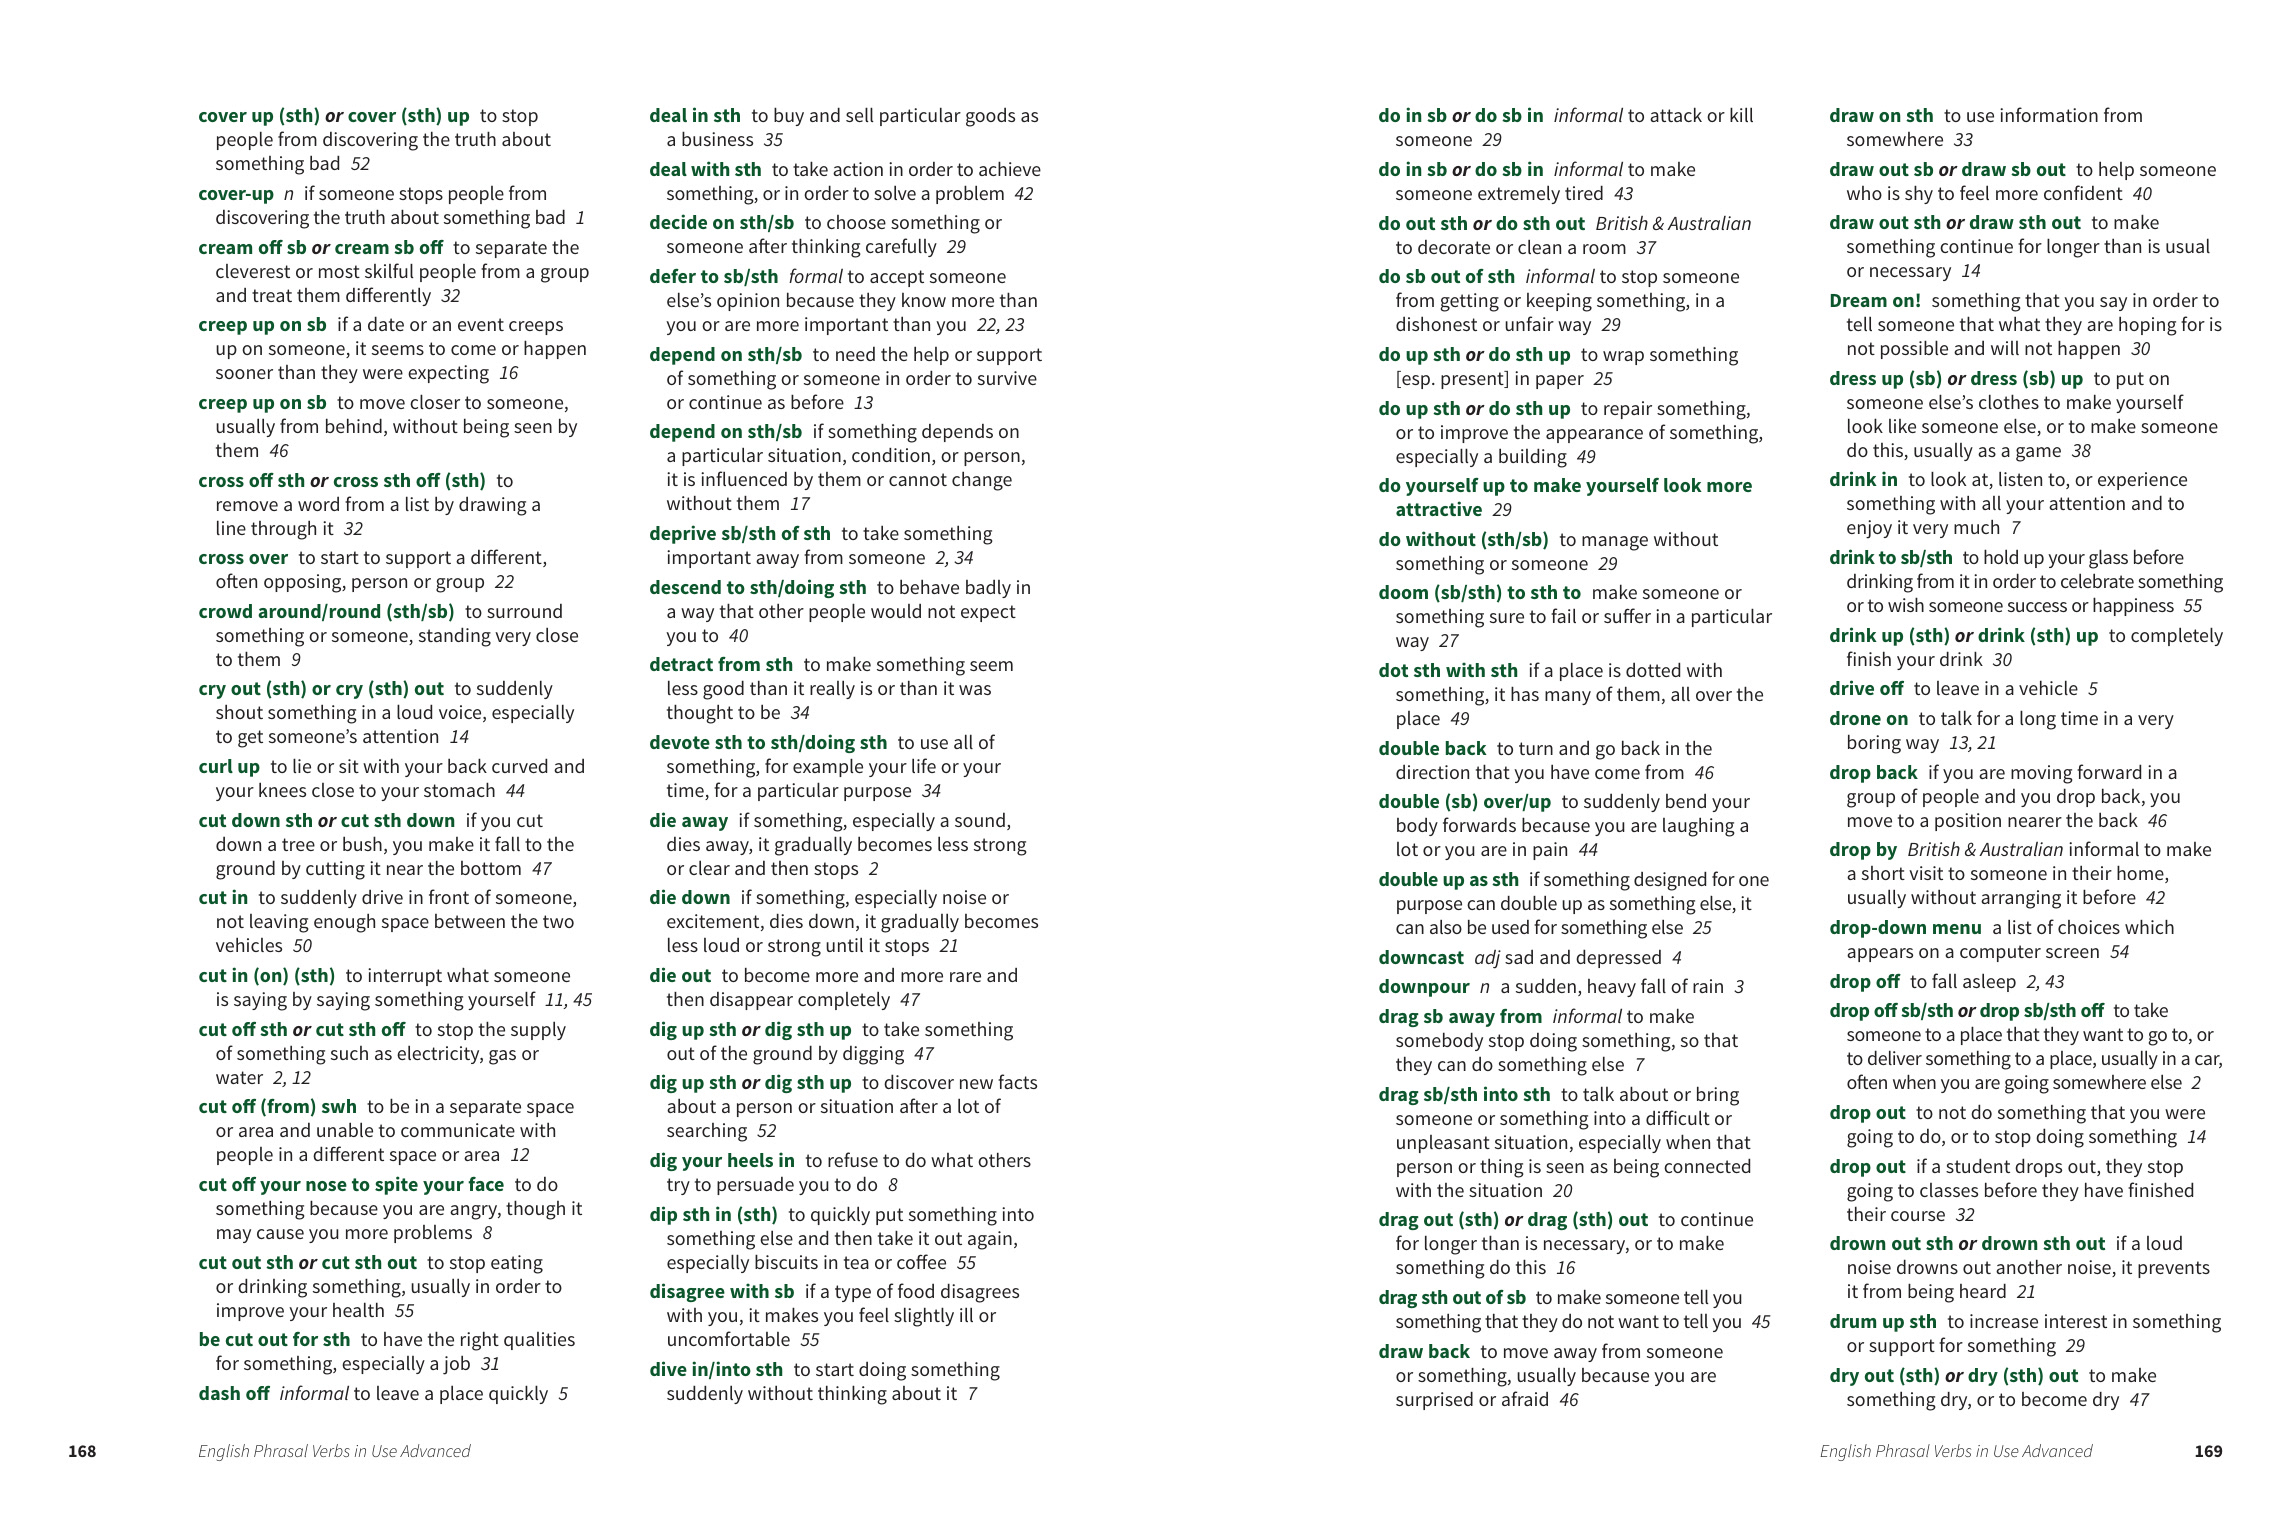 cover up (sth) or cover (sth) up to stop
people from discovering the truth about
something bad 52
cover-up n if someone stops people from
discovering the truth about something bad 1
cream off sb or cream sb off to separate the
cleverest or most skilful people from a group
and treat them differently 32
creep up on sb if a date or an event creeps
up on someone, it seems to come or happen
sooner than they were expecting 16
creep up on sb to move closer to someone,
usually from behind, without being seen by
them 46
cross off sth or cross sth off (sth) to
remove a word from a list by drawing a
line through it 32
cross over to start to support a different,
often opposing, person or group 22
crowd around/round (sth/sb) to surround
something or someone, standing very close
to them 9
cry out (sth) or cry (sth) out to suddenly
shout something in a loud voice, especially
to get someone's attention 14
curl up to lie or sit with your back curved and
your knees close to your stomach 44
cut down sth or cut sth down if you cut
down a tree or bush, you make it fall to the
ground by cutting it near the bottom 47
cut in to suddenly drive in front of someone,
not leaving enough space between the two
vehicles 50
cut in (on) (sth) to interrupt what someone
is saying by saying something yourself 11, 45
cut off sth or cut sth off to stop the supply
of something such as electricity, gas or
water 2, 12
cut off (from) swh to be in a separate space
or area and unable to communicate with
people in a different space or area 12
cut off your nose to spite your face to do
something because you are angry, though it
may cause you more problems 8
cut out sth or cut sth out to stop eating
or drinking something, usually in order to
improve your health 55
be cut out for sth to have the right qualities
for something, especially a job 31
dash off informal to leave a place quickly 5
deal in sth to buy and sell particular goods as
a business 35
deal with sth to take action in order to achieve
something, or in order to solve a problem 42
decide on sth/sb to choose something or
someone after thinking carefully 29
defer to sb/sth formal to accept someone
else's opinion because they know more than
you or are more important than you 22, 23
depend on sth/sb to need the help or support
of something or someone in order to survive
or continue as before 13
depend on sth/sb if something depends on
a particular situation, condition, or person,
it is influenced by them or cannot change
without them 17
deprive sb/sth of sth to take something
important away from someone 2, 34
descend to sth/doing sth to behave badly in
a way that other people would not expect
you to 40
detract from sth to make something seem
less good than it really is or than it was
thought to be 34
devote sth to sth/doing sth to use all of
something, for example your life or your
time, for a particular purpose 34
die away if something, especially a sound,
dies away, it gradually becomes less strong
or clear and then stops 2
die down if something, especially noise or
excitement, dies down, it gradually becomes
less loud or strong until it stops 21
die out to become more and more rare and
then disappear completely 47
dig up sth or dig sth up to take something
out of the ground by digging 47
dig up sth or dig sth up to discover new facts
about a person or situation after a lot of
searching 52
dig your heels in to refuse to do what others
try to persuade you to do 8
dip sth in (sth) to quickly put something into
something else and then take it out again,
especially biscuits in tea or coffee 55
disagree with sb if a type of food disagrees
with you, it makes you feel slightly ill or
uncomfortable 55
dive in/into sth to start doing something
suddenly without thinking about it 7
168 English Phrasal Verbs in Use Advanced
do in sb or do sb in informal to attack or kill
someone 29
do in sb or do sb in informal to make
someone extremely tired 43
do out sth or do sth out British & Australian
to decorate or clean a room 37
do sb out of sth informal to stop someone
from getting or keeping something, in a
dishonest or unfair way 29
do up sth or do sth up to wrap something
[esp. present] in paper 25
do up sth or do sth up to repair something,
or to improve the appearance of something,
especially a building 49
do yourself up to make yourself look more
attractive 29
do without (sth/sb) to manage without
something or someone 29
doom (sb/sth) to sth to make someone or
something sure to fail or suffer in a particular
way 27
dot sth with sth if a place is dotted with
something, it has many of them, all over the
place 49
double back to turn and go back in the
direction that you have come from 46
double (sb) over/up to suddenly bend your
body forwards because you are laughing a
lot or you are in pain 44
double up as sth if something designed for one
purpose can double up as something else, it
can also be used for something else 25
downcast adj sad and depressed 4
downpour n a sudden, heavy fall of rain 3
drag sb away from informal to make
somebody stop doing something, so that
they can do something else 7
drag sb/sth into sth to talk about or bring
someone or something into a difficult or
unpleasant situation, especially when that
person or thing is seen as being connected
with the situation 20
drag out (sth) or drag (sth) out to continue
for longer than is necessary, or to make
something do this 16
drag sth out of sb to make someone tell you
something that they do not want to tell you 45
draw back to move away from someone
or something, usually because you are
surprised or afraid 46
draw on sth to use information from
somewhere 33
draw out sb or draw sb out to help someone
who is shy to feel more confident 40
draw out sth or draw sth out to make
something continue for longer than is usual
or necessary 14
Dream on! something that you say in order to
tell someone that what they are hoping for is
not possible and will not happen 30
dress up (sb) or dress (sb) up to put on
someone else's clothes to make yourself
look like someone else, or to make someone
do this, usually as a game 38
drink in to look at, listen to, or experience
something with all your attention and to
enjoy it very much 7
drink to sb/sth to hold up your glass before
drinking from it in order to celebrate something
or to wish someone success or happiness 55
drink up (sth) or drink (sth) up to completely
finish your drink 30
drive off to leave in a vehicle 5
drone on to talk for a long time in a very
boring way 13, 21
drop back if you are moving forward in a
group of people and you drop back, you
move to a position nearer the back 46
drop by British & Australian informal to make
a short visit to someone in their home,
usually without arranging it before 42
drop-down menu a list of choices which
appears on a computer screen 54
drop off to fall asleep 2, 43
drop off sb/sth or drop sb/sth off to take
someone to a place that they want to go to, or
to deliver something to a place, usually in a car,
often when you are going somewhere else 2
drop out to not do something that you were
going to do, or to stop doing something 14
drop out if a student drops out, they stop
going to classes before they have finished
their course 32
drown out sth or drown sth out if a loud
noise drowns out another noise, it prevents
it from being heard 21
drum up sth to increase interest in something
or support for something 29
dry out (sth) or dry (sth) out to make
something dry, or to become dry 47
English Phrasal Verbs in Use Advanced 169